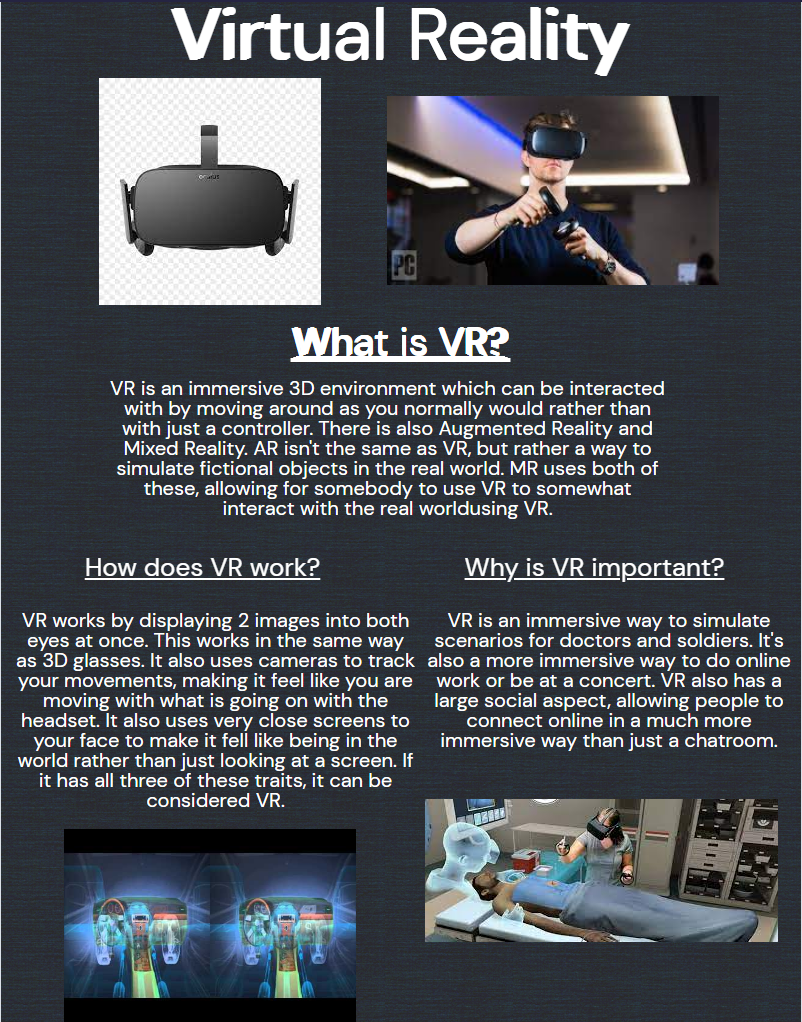 Virtual Reality
oculus
PC
What is VR?
VR is an immersive 3D environment which can be interacted
with by moving around as you normally would rather than
with just a controller. There is also Augmented Reality and
Mixed Reality. AR isn't the same as VR, but rather a way to
simulate fictional objects in the real world. MR uses both of
these, allowing for somebody to use VR to somewhat
interact with the real worldusing VR.
How does VR work?
VR works by displaying 2 images into both
eyes at once. This works in the same way
as 3D glasses. It also uses cameras to track
your movements, making it feel like you are
moving with what is going on with the
headset. It also uses very close screens to
your face to make it fell like being in the
world rather than just looking at a screen. If
it has all three of these traits, it can be
considered VR.
Why is VR important?
VR is an immersive way to simulate
scenarios for doctors and soldiers. It's
also a more immersive way to do online
work or be at a concert. VR also has a
large social aspect, allowing people to
connect online in a much more
immersive way than just a chatroom.